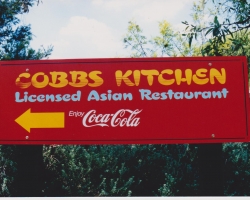 COBBS KITCHEN
Licensed Asian Restaurant
Enjoy Coca-Cola